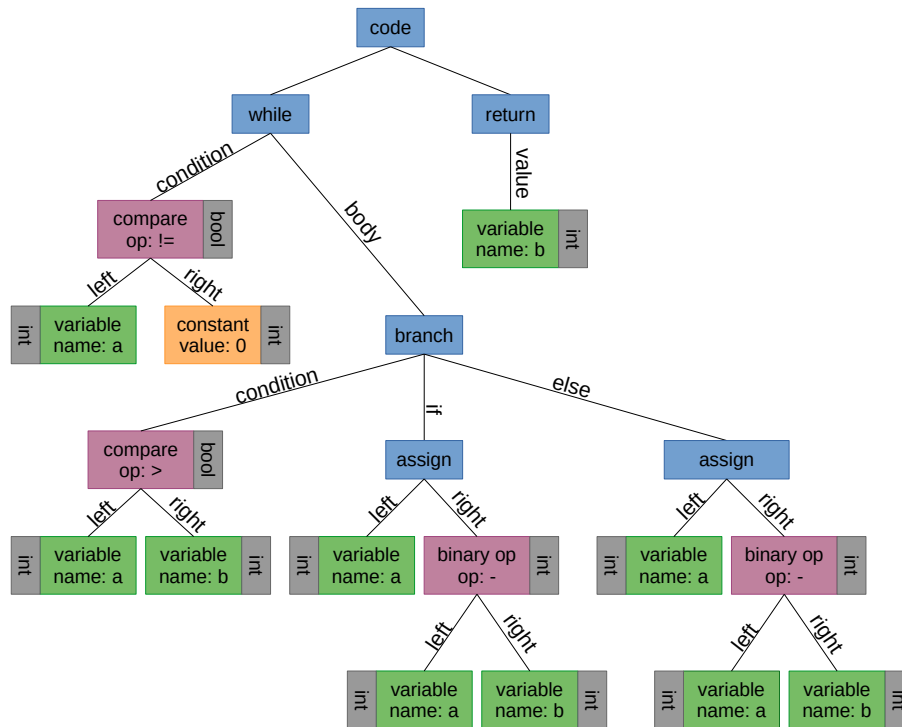 code
while
return
condition
body
value
compare
op: !=
bool
variable
name: b
int
left
right
int
variable
name: a
constant
value: 0
int
branch
condition
if
else
compare
op: >
bool
assign
assign
left
right
left
right
left
right
int
variable
name: a
variable
name: b
int
int
variable
name: a
binary op
op: -
int
int
variable
name: a
binary op
op: -
int
left
right
left
right
int
variable
name: a
variable
name: b
int
int
variable
name: a
variable
name: b
int